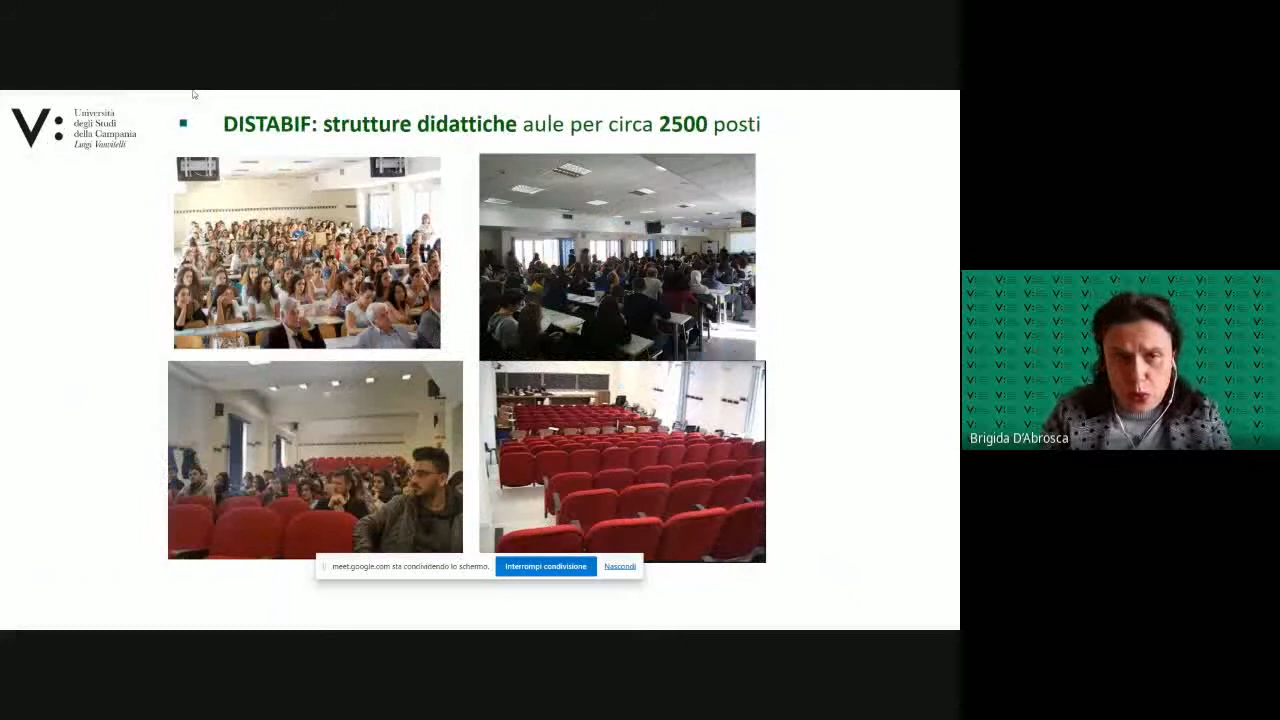 Università
degli Studi
della Campania
Luigi Vanvitelli
DISTABIF: strutture didattiche aule per circa 2500 posti
meet.google.com sta condividendo lo schermo.
Interrompi condivisione
Nascondi
Brigida D'Abrosca